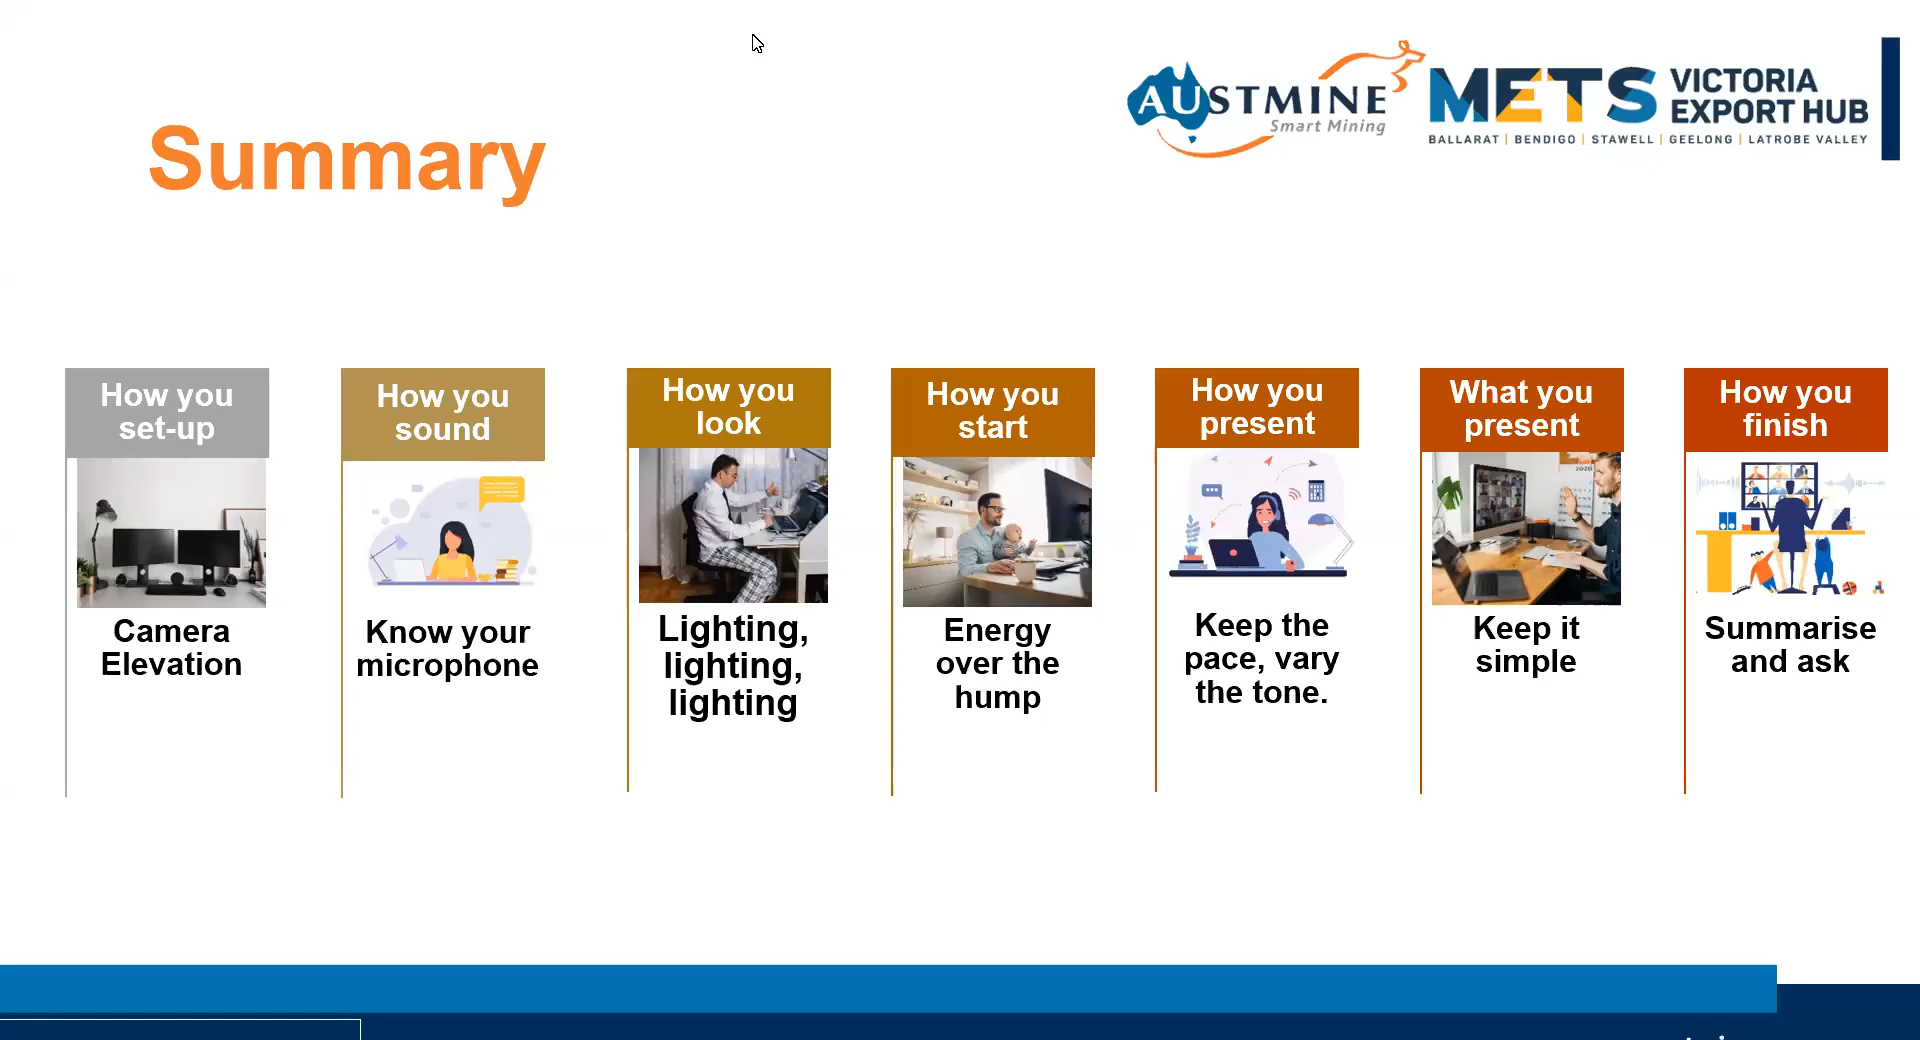 AUSTMINE
Smart Mining
METS
VICTORIA
EXPORT HUB
BALLARAT | BENDIGO | STAWELL | GEELONG | LATROBE VALLEY
Summary
How you
set-up
Camera
Elevation
How you
sound
Know your
microphone
How you
look
Lighting,
lighting,
lighting
How you
start
Energy
over the
hump
How you
present
Keep the
pace, vary
the tone.
What you
present
2020
Keep it
simple
How you
finish
Summarise
and ask